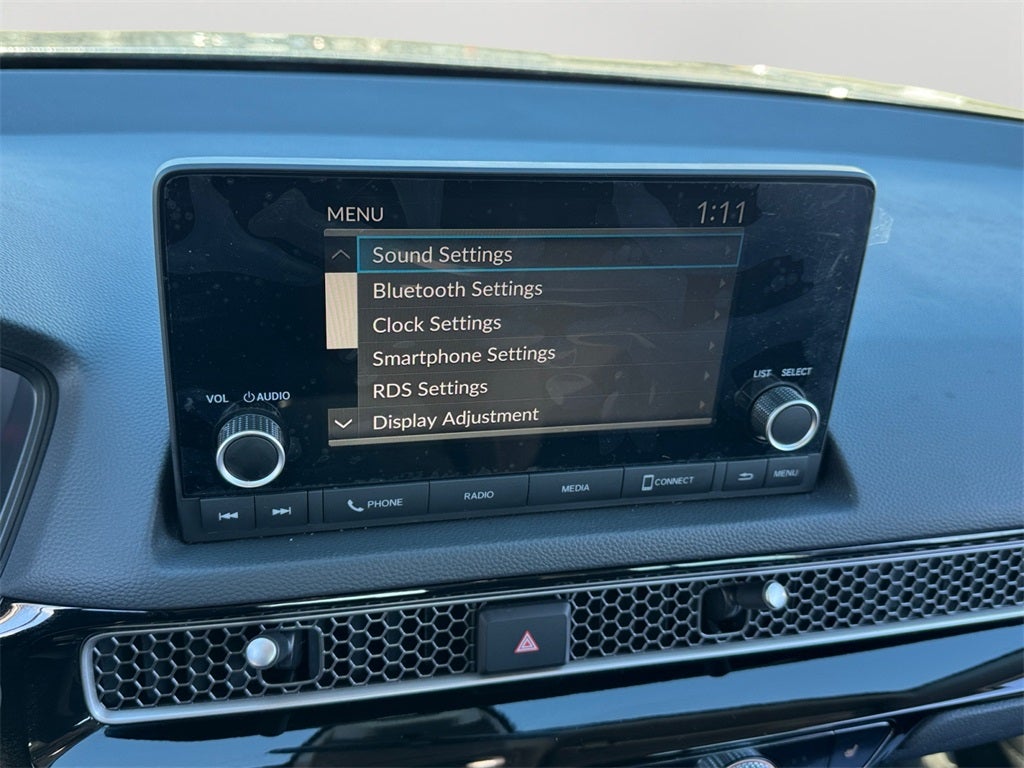 MENU 1:11
Sound Settings
Bluetooth Settings
Clock Settings
Smartphone Settings
RDS Settings
Display Adjustment
VOL AUDIO
LIST SELECT
PHONE RADIO MEDIA CONNECT MENU